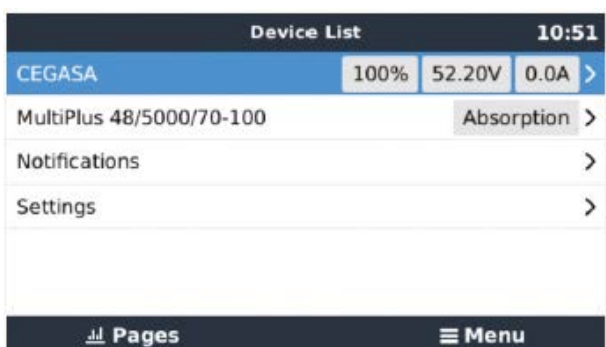 Device List 10:51
CEGASA 100% 52.20V 0.0A >
MultiPlus 48/5000/70-100 Absorption >
Notifications >
Settings >
Pages Menu